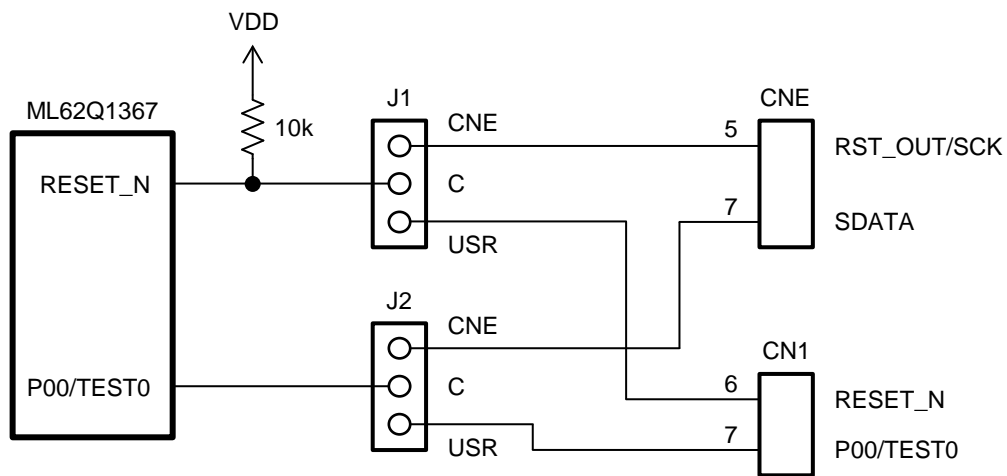 VDD
ML62Q1367
10k
RESET_N
P00/TEST0
J1
CNE
C
USR
J2
CNE
C
USR
CNE
5
RST_OUT/SCK
7
SDATA
CN1
6
RESET_N
7
P00/TEST0